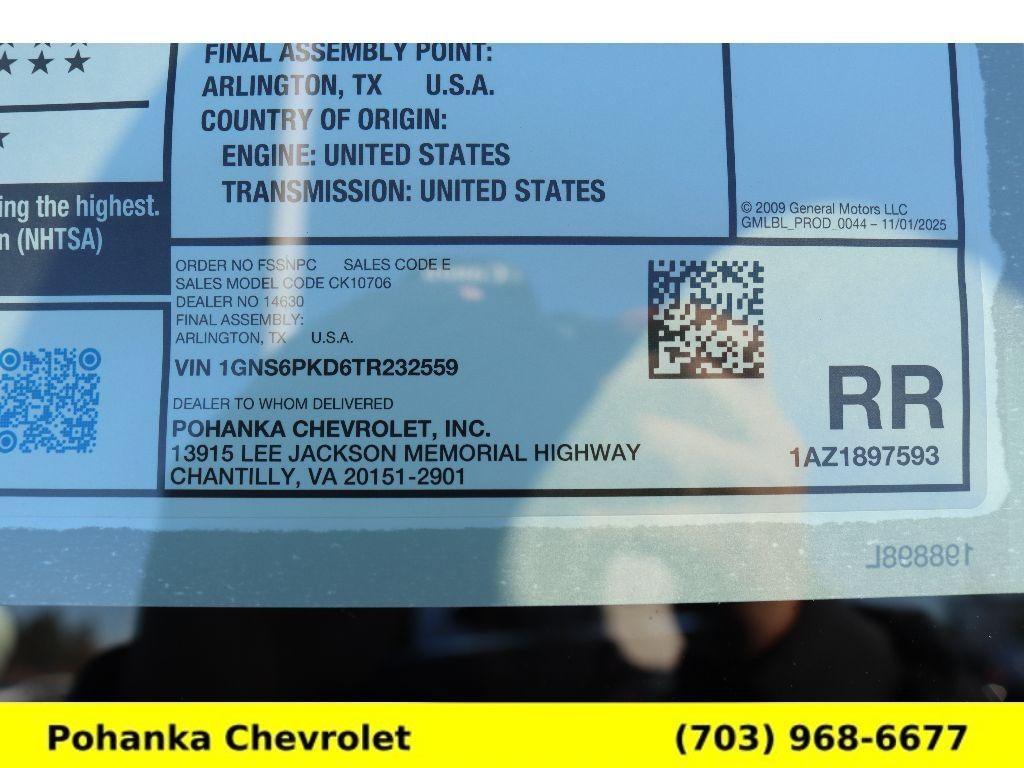 FINAL ASSEMBLY POINT:
ARLINGTON, TX U.S.A.
COUNTRY OF ORIGIN:
ENGINE: UNITED STATES
TRANSMISSION: UNITED STATES
ing the highest.
n (NHTSA)
© 2009 General Motors LLC
GMLBL_PROD_0044 – 11/01/2025
ORDER NO FSSNPC SALES CODE E
SALES MODEL CODE CK10706
DEALER NO 14630
FINAL ASSEMBLY:
ARLINGTON, TX U.S.A.
VIN 1GNS6PKD6TR232559
DEALER TO WHOM DELIVERED
POHANKA CHEVROLET, INC.
13915 LEE JACKSON MEMORIAL HIGHWAY
CHANTILLY, VA 20151-2901
RR
1AZ1897593
198898L
Pohanka Chevrolet (703) 968-6677